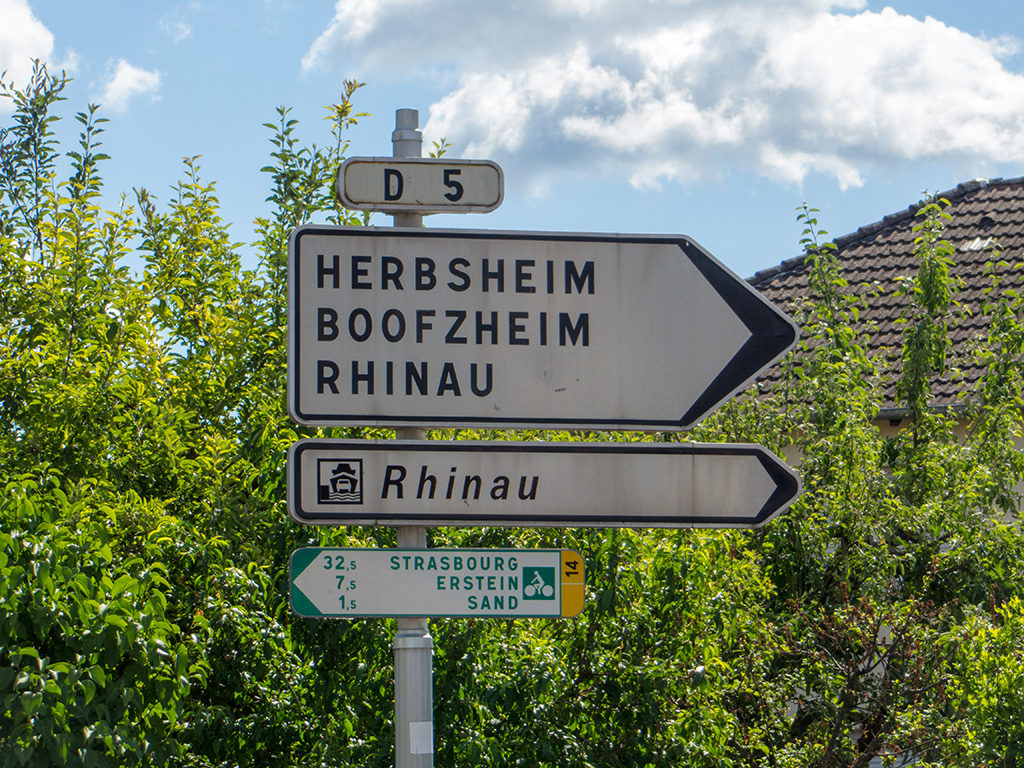 D 5
HERBSHEIM
BOOFZHEIM
RHINAU
Rhinau
32,5 STRASBOURG
7,5 ERSTEIN
1,5 SAND
14